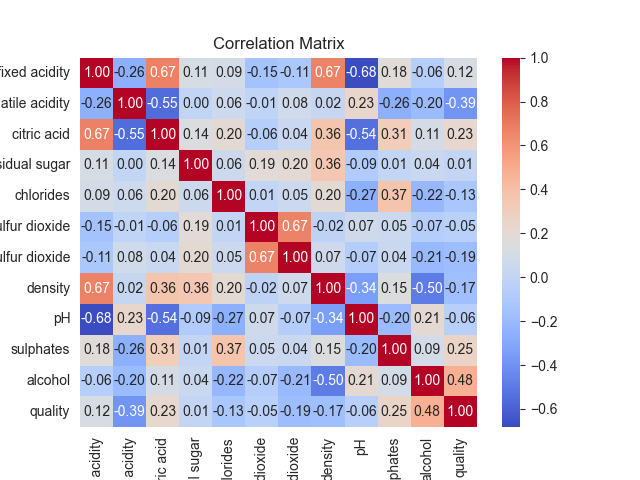 Correlation Matrix
fixed acidity 1.00 -0.26 0.67 0.11 0.09 -0.15 -0.11 0.67 -0.68 0.18 -0.06 0.12
atile acidity -0.26 1.00 -0.55 0.00 0.06 -0.01 0.08 0.02 0.23 -0.26 -0.20 -0.39
citric acid 0.67 -0.55 1.00 0.14 0.20 -0.06 0.04 0.36 -0.54 0.31 0.11 0.23
sidual sugar 0.11 0.00 0.14 1.00 0.06 0.19 0.20 0.36 -0.09 0.01 0.04 0.01
chlorides 0.09 0.06 0.20 0.06 1.00 0.01 0.05 0.20 -0.27 0.37 -0.22 -0.13
ulfur dioxide -0.15 -0.01 -0.06 0.19 0.01 1.00 0.67 -0.02 0.07 0.05 -0.07 -0.05
ulfur dioxide -0.11 0.08 0.04 0.20 0.05 0.67 1.00 0.07 -0.07 0.04 -0.21 -0.19
density 0.67 0.02 0.36 0.36 0.20 -0.02 0.07 1.00 -0.34 0.15 -0.50 -0.17
pH -0.68 0.23 -0.54 -0.09 -0.27 0.07 -0.07 -0.34 1.00 -0.20 0.21 -0.06
sulphates 0.18 -0.26 0.31 0.01 0.37 0.05 0.04 0.15 -0.20 1.00 0.09 0.25
alcohol -0.06 -0.20 0.11 0.04 -0.22 -0.07 -0.21 -0.50 0.21 0.09 1.00 0.48
quality 0.12 -0.39 0.23 0.01 -0.13 -0.05 -0.19 -0.17 -0.06 0.25 0.48 1.00
acidity
acidity
ric acid
l sugar
lorides
dioxide
dioxide
density
pH
phates
alcohol
quality
1.0
0.8
0.6
0.4
0.2
0.0
-0.2
-0.4
-0.6